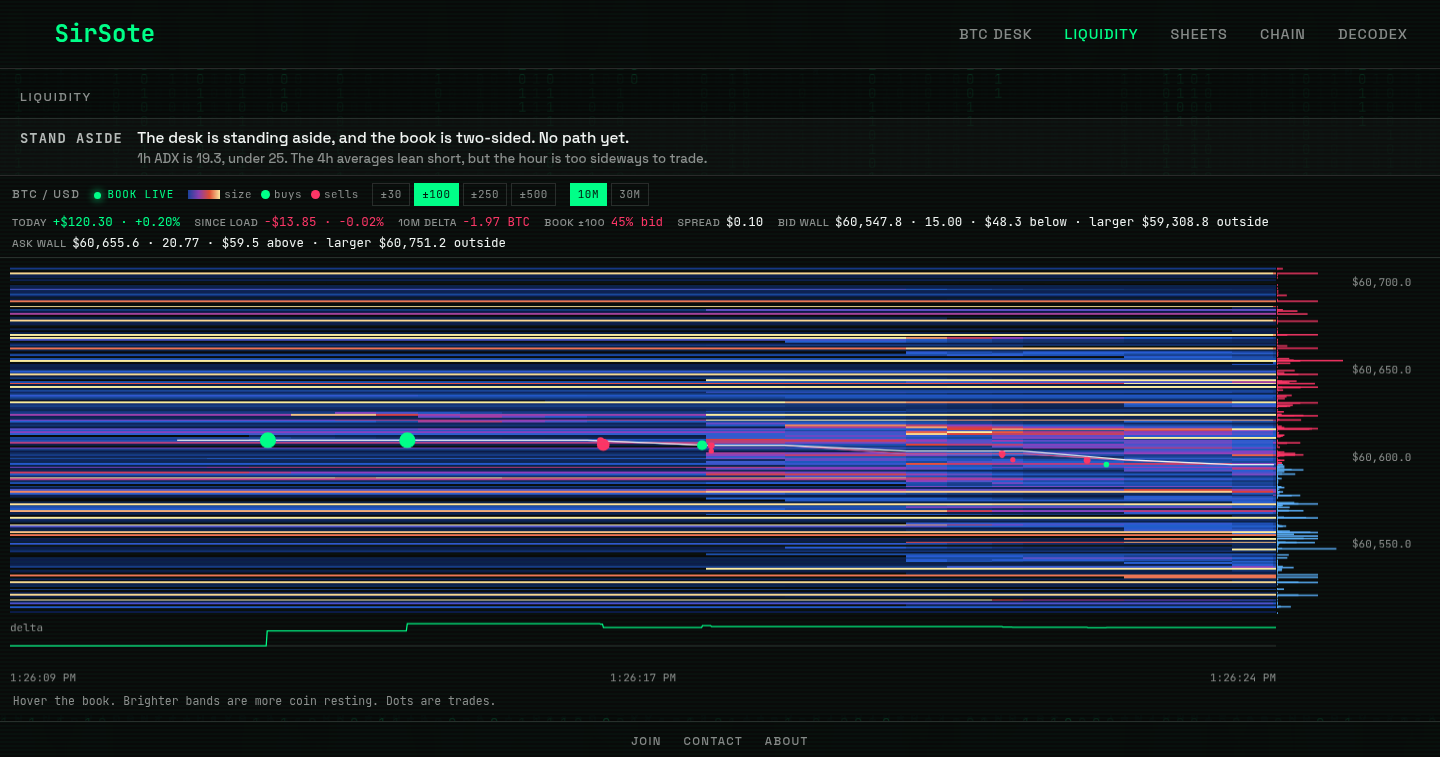 SirSote
BTC DESK LIQUIDITY SHEETS CHAIN DECODEX
LIQUIDITY
STAND ASIDE The desk is standing aside, and the book is two-sided. No path yet.
1h ADX is 19.3, under 25. The 4h averages lean short, but the hour is too sideways to trade.
BTC / USD BOOK LIVE size buys sells ±30 ±100 ±250 ±500 10M 30M
TODAY +$120.30 · +0.20% SINCE LOAD -$13.85 · -0.02% 10M DELTA -1.97 BTC BOOK ±100 45% bid SPREAD $0.10 BID WALL $60,547.8 · 15.00 · $48.3 below · larger $59,308.8 outside
ASK WALL $60,655.6 · 20.77 · $59.5 above · larger $60,751.2 outside
$60,700.0
$60,650.0
$60,600.0
$60,550.0
delta
1:26:09 PM 1:26:17 PM 1:26:24 PM
Hover the book. Brighter bands are more coin resting. Dots are trades.
JOIN CONTACT ABOUT